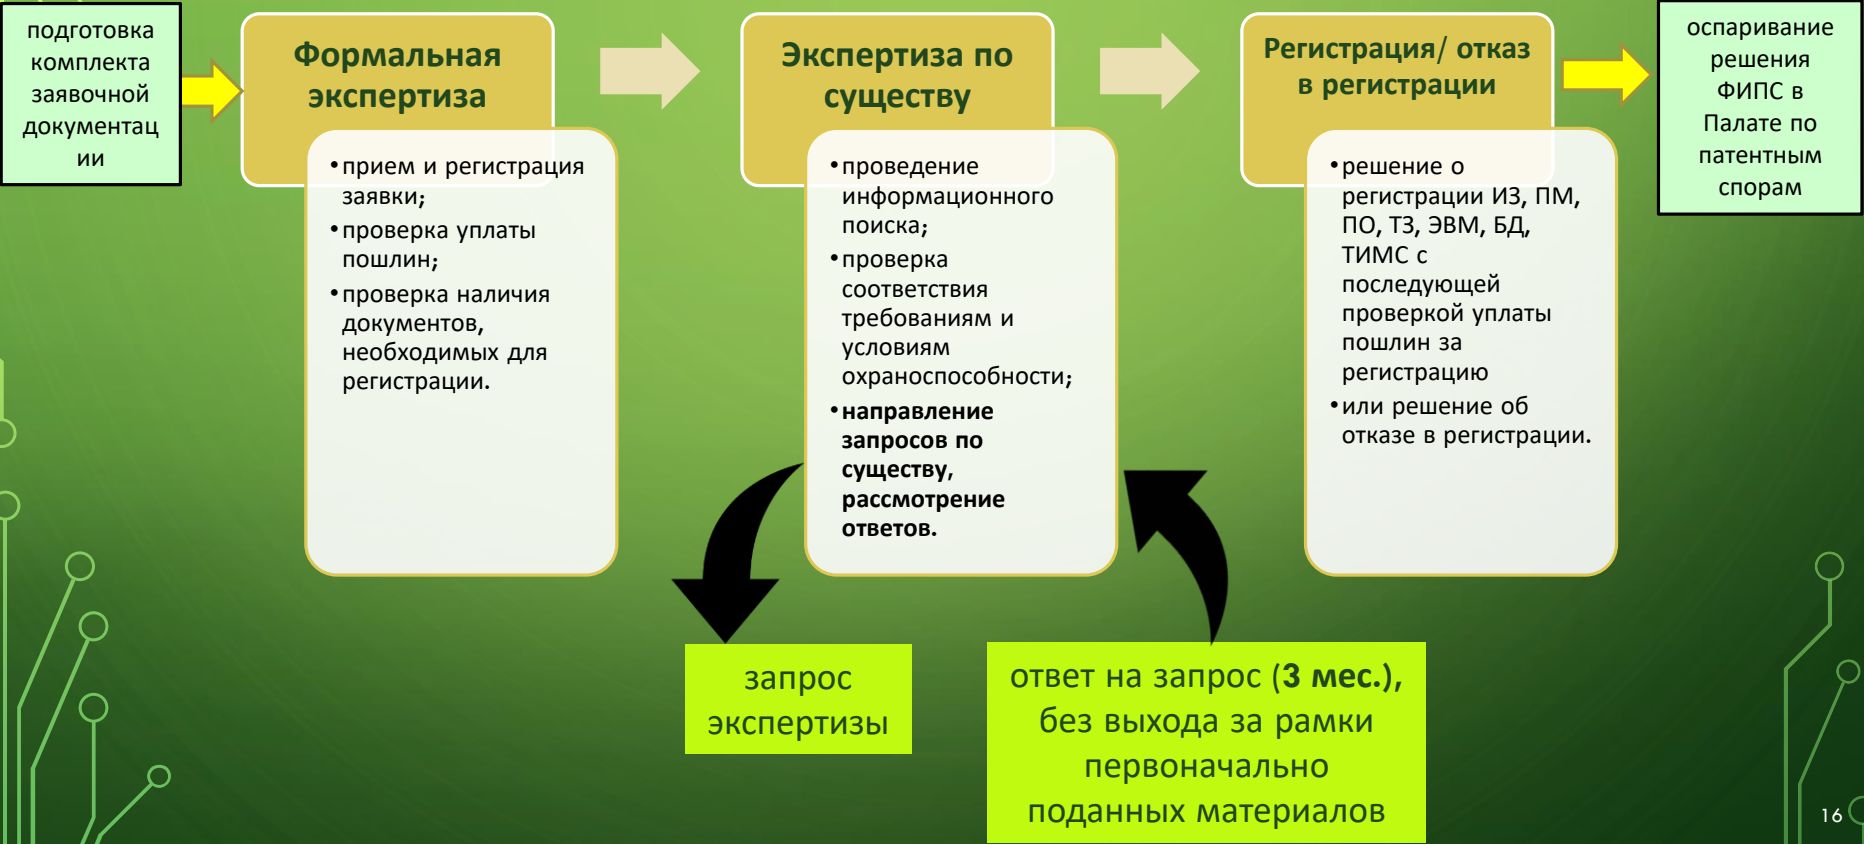 подготовка
комплекта
заявочной
документац
ии
Формальная
экспертиза
•прием и регистрация
заявки;
•проверка уплаты
пошлин;
•проверка наличия
документов,
необходимых для
регистрации.
Экспертиза по
существу
•проведение
информационного
поиска;
•проверка
соответствия
требованиям и
условиям
охраноспособности;
•направление
запросов по
существу,
рассмотрение
ответов.
Регистрация/ отказ
в регистрации
•решение о
регистрации ИЗ, ПМ,
ПО, ТЗ, ЭВМ, БД,
ТИМС с
последующей
проверкой уплаты
пошлин за
регистрацию
•или решение об
отказе в регистрации.
оспаривание
решения
ФИПС в
Палате по
патентным
спорам
запрос
экспертизы
ответ на запрос (3 мес.),
без выхода за рамки
первоначально
поданных материалов
16